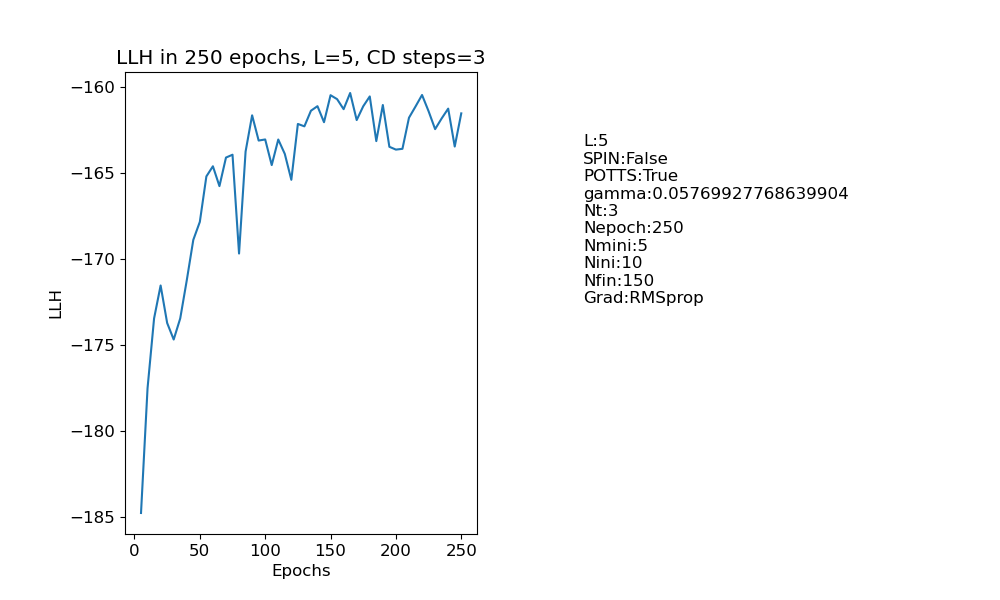 LLH in 250 epochs, L=5, CD steps=3
−160
−165
−170
−175
−180
−185
LLH
0 50 100 150 200 250
Epochs
L:5
SPIN:False
POTTS:True
gamma:0.05769927768639904
Nt:3
Nepoch:250
Nmini:5
Nini:10
Nfin:150
Grad:RMSprop